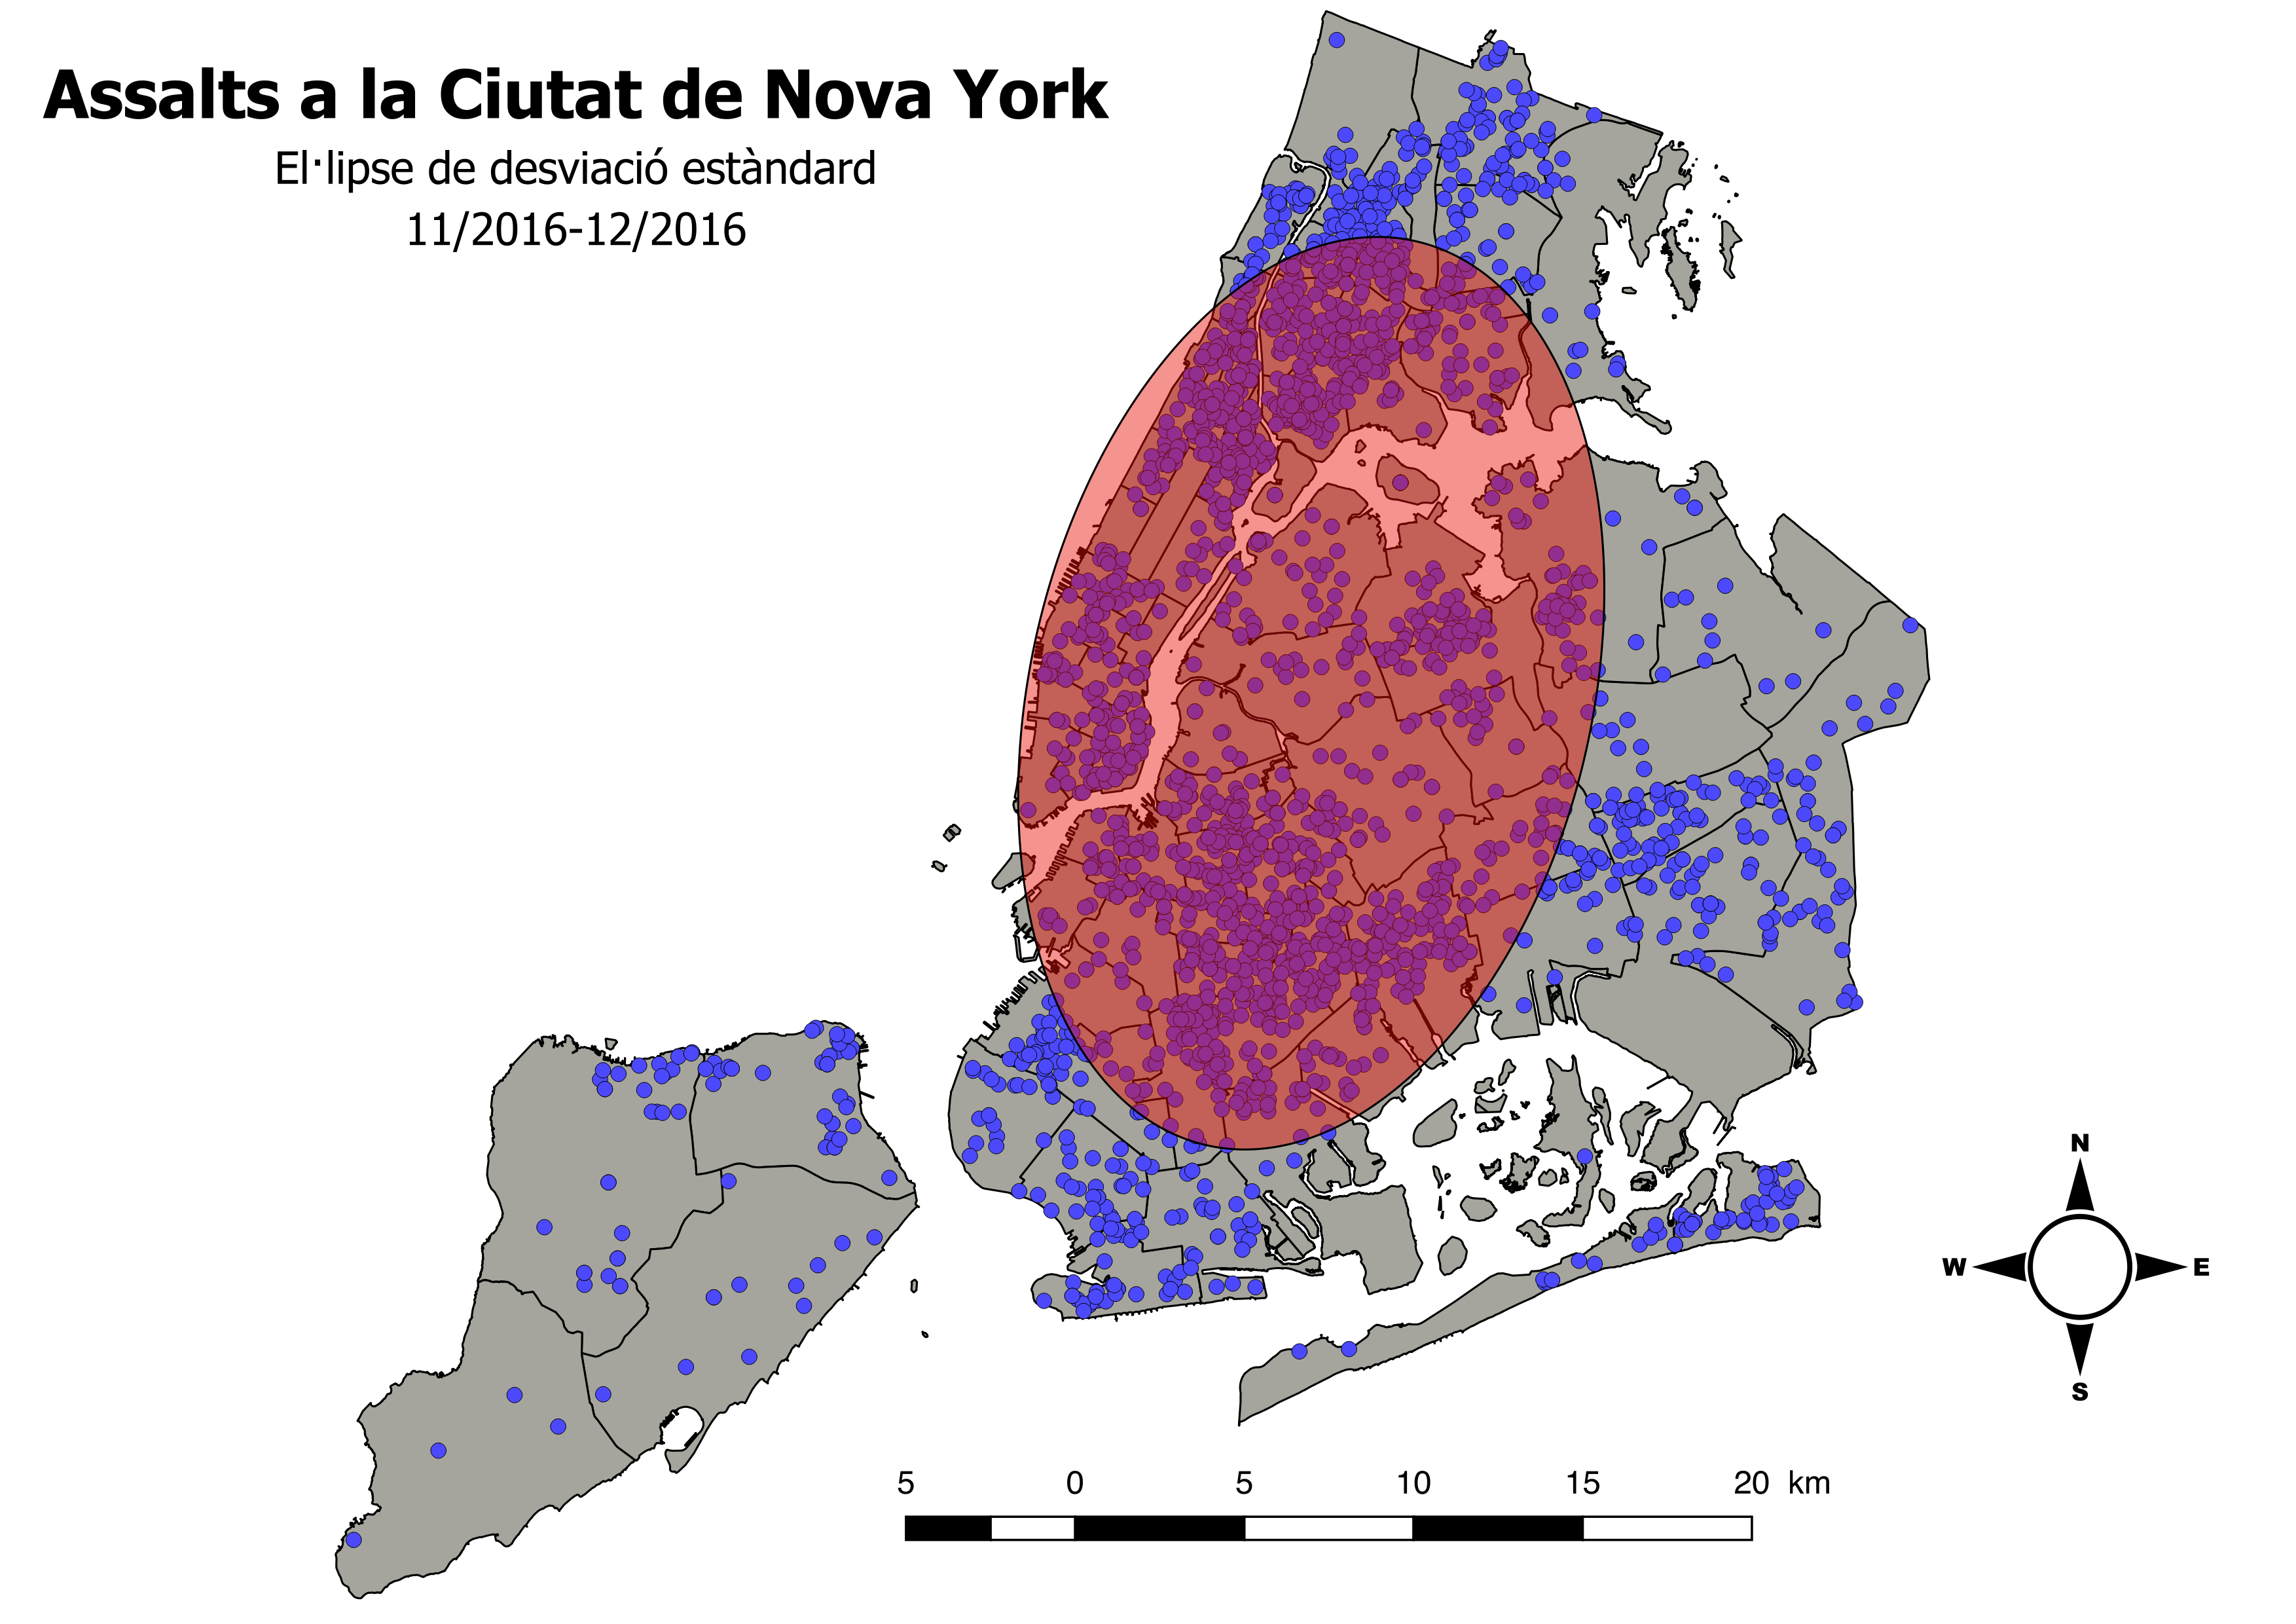 Assalts a la Ciutat de Nova York
El·lipse de desviació estàndard
11/2016-12/2016
N
W E
S
5 0 5 10 15 20 km